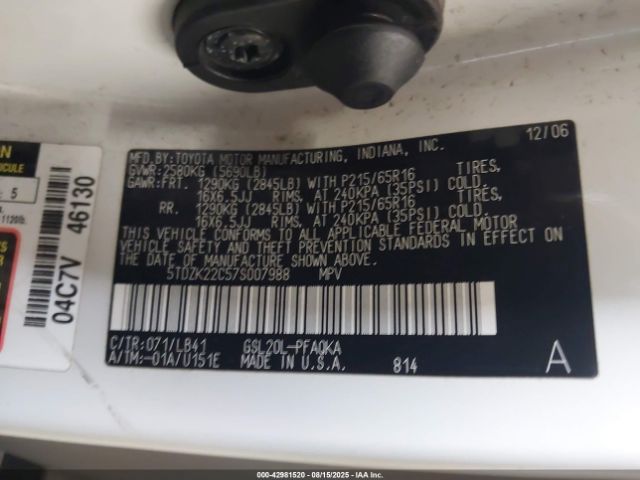 12/06
MFD.BY:TOYOTA MOTOR MANUFACTURING, INDIANA, INC.
GVWR:2580KG (5690LB)
GAWR:FRT. 1290KG (2845LB) WITH P215/65R16 TIRES,
16X6.5JJ RIMS, AT 240KPA (35PSI) COLD.
RR. 1290KG (2845LB) WITH P215/65R16 TIRES,
16X6.5JJ RIMS, AT 240KPA (35PSI) COLD.
THIS VEHICLE CONFORMS TO ALL APPLICABLE FEDERAL MOTOR
VEHICLE SAFETY STANDARDS IN EFFECT ON
THE DATE OF MANUFACTURE SHOWN ABOVE.
5TDZK22C57S007988 MPV
C/TR:071/LB41 GSL20L-PFAQKA
A/TM:-01A/U151E MADE IN U.S.A. 814 A
5
1120lb.
04C7V 46130
000-42981520 - 08/15/2025 - IAA Inc.